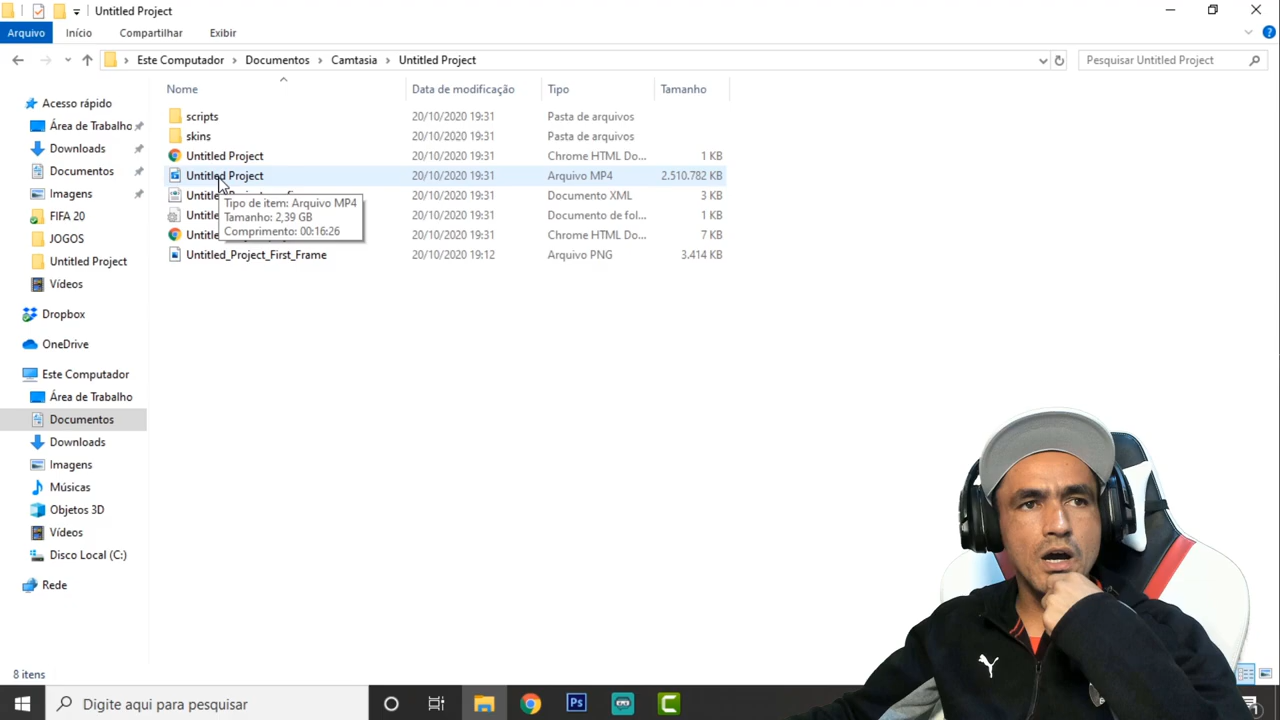 Untitled Project
Arquivo Início Compartilhar Exibir
Este Computador Documentos Camtasia Untitled Project Pesquisar Untitled Project
Nome Data de modificação Tipo Tamanho
Acesso rápido
Área de Trabalho
Downloads
Documentos
Imagens
FIFA 20
JOGOS
Untitled Project
Vídeos
Dropbox
OneDrive
Este Computador
Área de Trabalho
Documentos
Downloads
Imagens
Músicas
Objetos 3D
Vídeos
Disco Local (C:)
Rede
scripts 20/10/2020 19:31 Pasta de arquivos
skins 20/10/2020 19:31 Pasta de arquivos
Untitled Project 20/10/2020 19:31 Chrome HTML Do... 1 KB
Untitled Project 20/10/2020 19:31 Arquivo MP4 2.510.782 KB
20/10/2020 19:31 Documento XML 3 KB
20/10/2020 19:31 Documento de fol... 
20/10/2020 19:31 Chrome HTML Do... 7 KB
Untitled_Project_First_Frame 20/10/2020 19:12 Arquivo PNG 3.414 KB
Tipo de item: Arquivo MP4
Tamanho: 2,39 GB
Comprimento: 00:16:26
8 itens
Digite aqui para pesquisar
Ps
C
PUMA